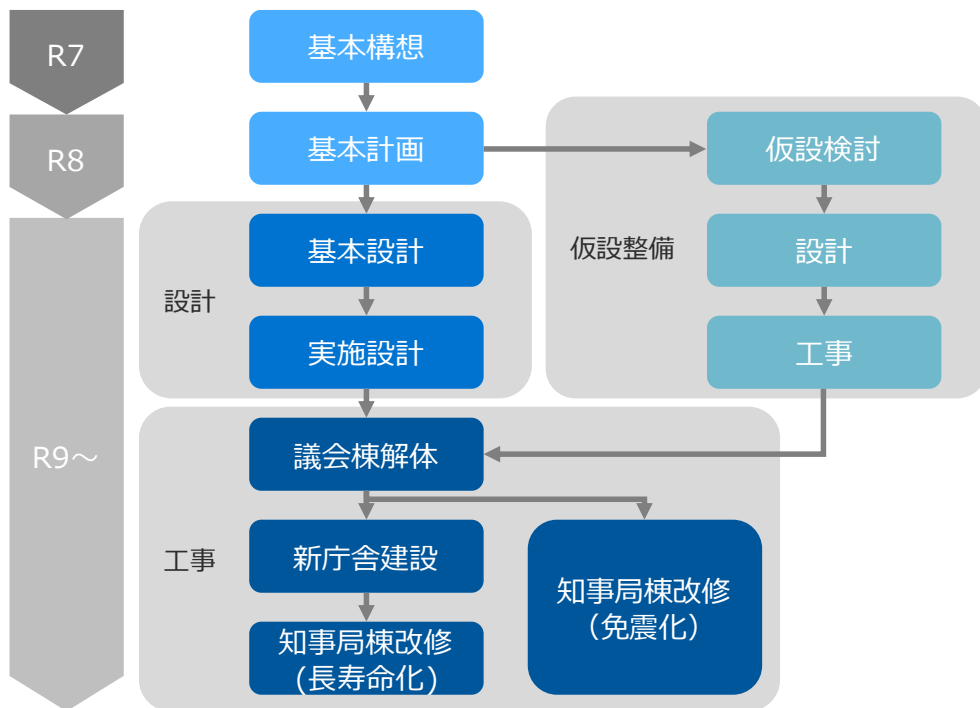 R7
基本構想
R8
基本計画
仮設検討
仮設整備
設計
工事
R9～
設計
基本設計
実施設計
工事
議会棟解体
新庁舎建設
知事局棟改修
（長寿命化）
知事局棟改修
（免震化）